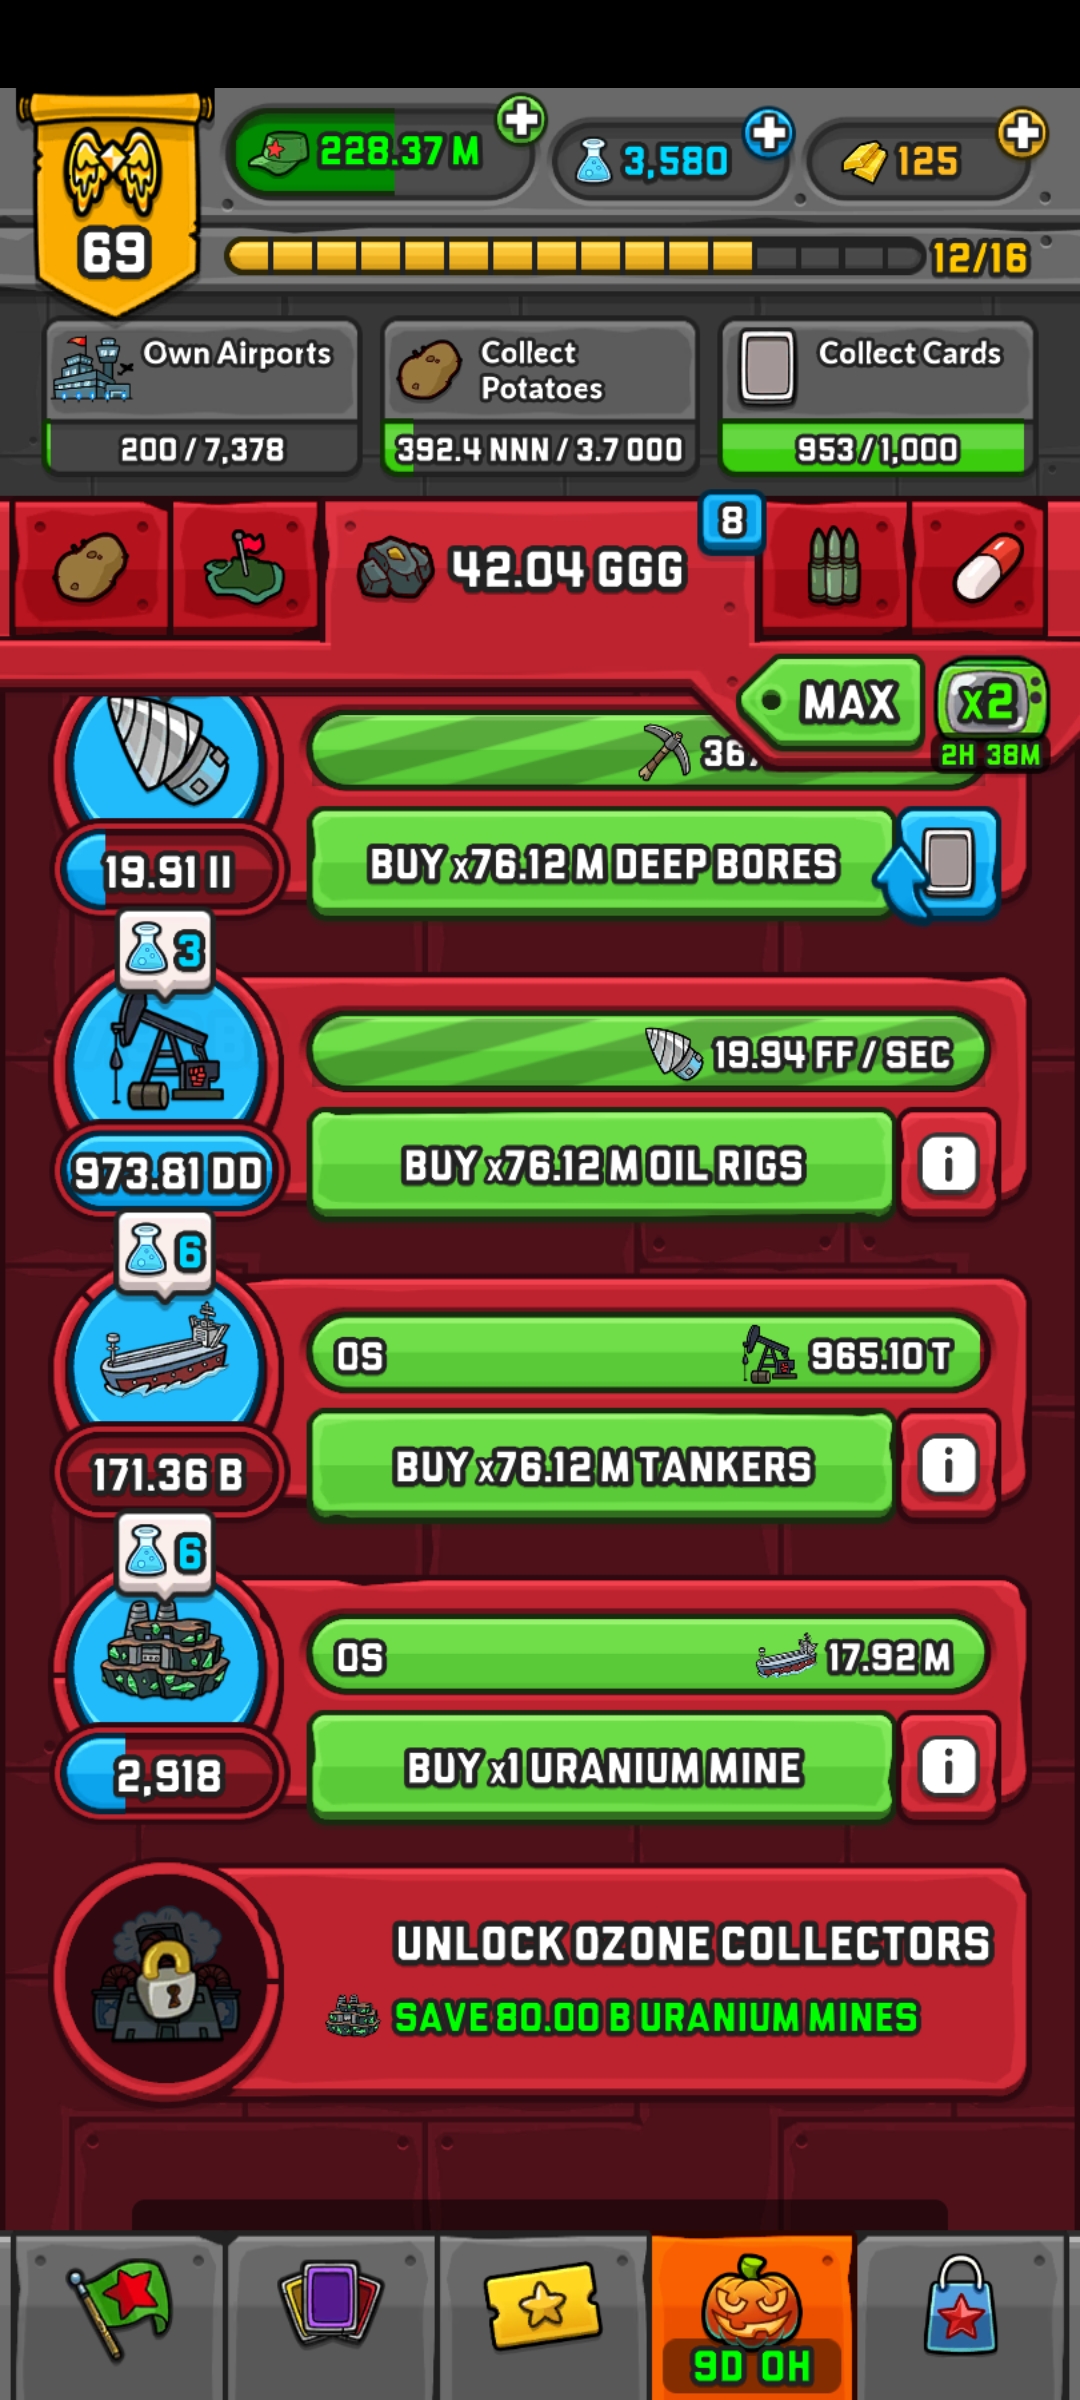 228.37 M
3,580
125
69
12/16
Own Airports
200 / 7,378
Collect
Potatoes
392.4 NNN / 3.7 OOO
Collect Cards
953 / 1,000
42.04 GGG
8
MAX
x2
2H 38M
19.91 II
BUY x76.12 M DEEP BORES
3
19.94 FF / SEC
973.81 DD
BUY x76.12 M OIL RIGS
i
6
0S
965.10 T
171.36 B
BUY x76.12 M TANKERS
i
6
0S
17.92 M
2,918
BUY x1 URANIUM MINE
i
UNLOCK OZONE COLLECTORS
SAVE 80.00 B URANIUM MINES
9D 0H